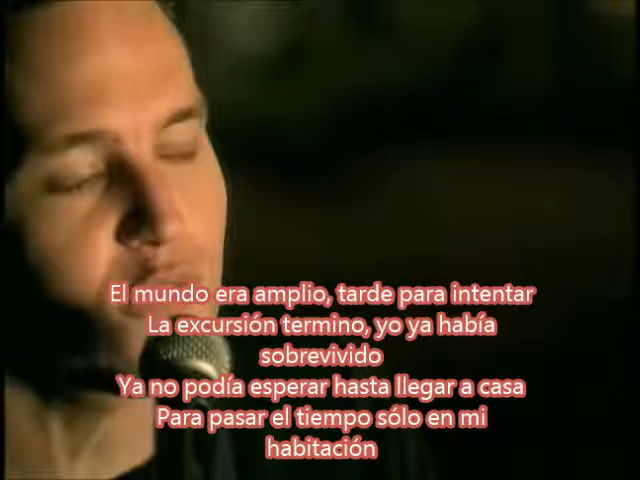 El mundo era amplio, tarde para intentar
La excursión termino, yo ya había
sobrevivido
Ya no podía esperar hasta llegar a casa
Para pasar el tiempo sólo en mi
habitación